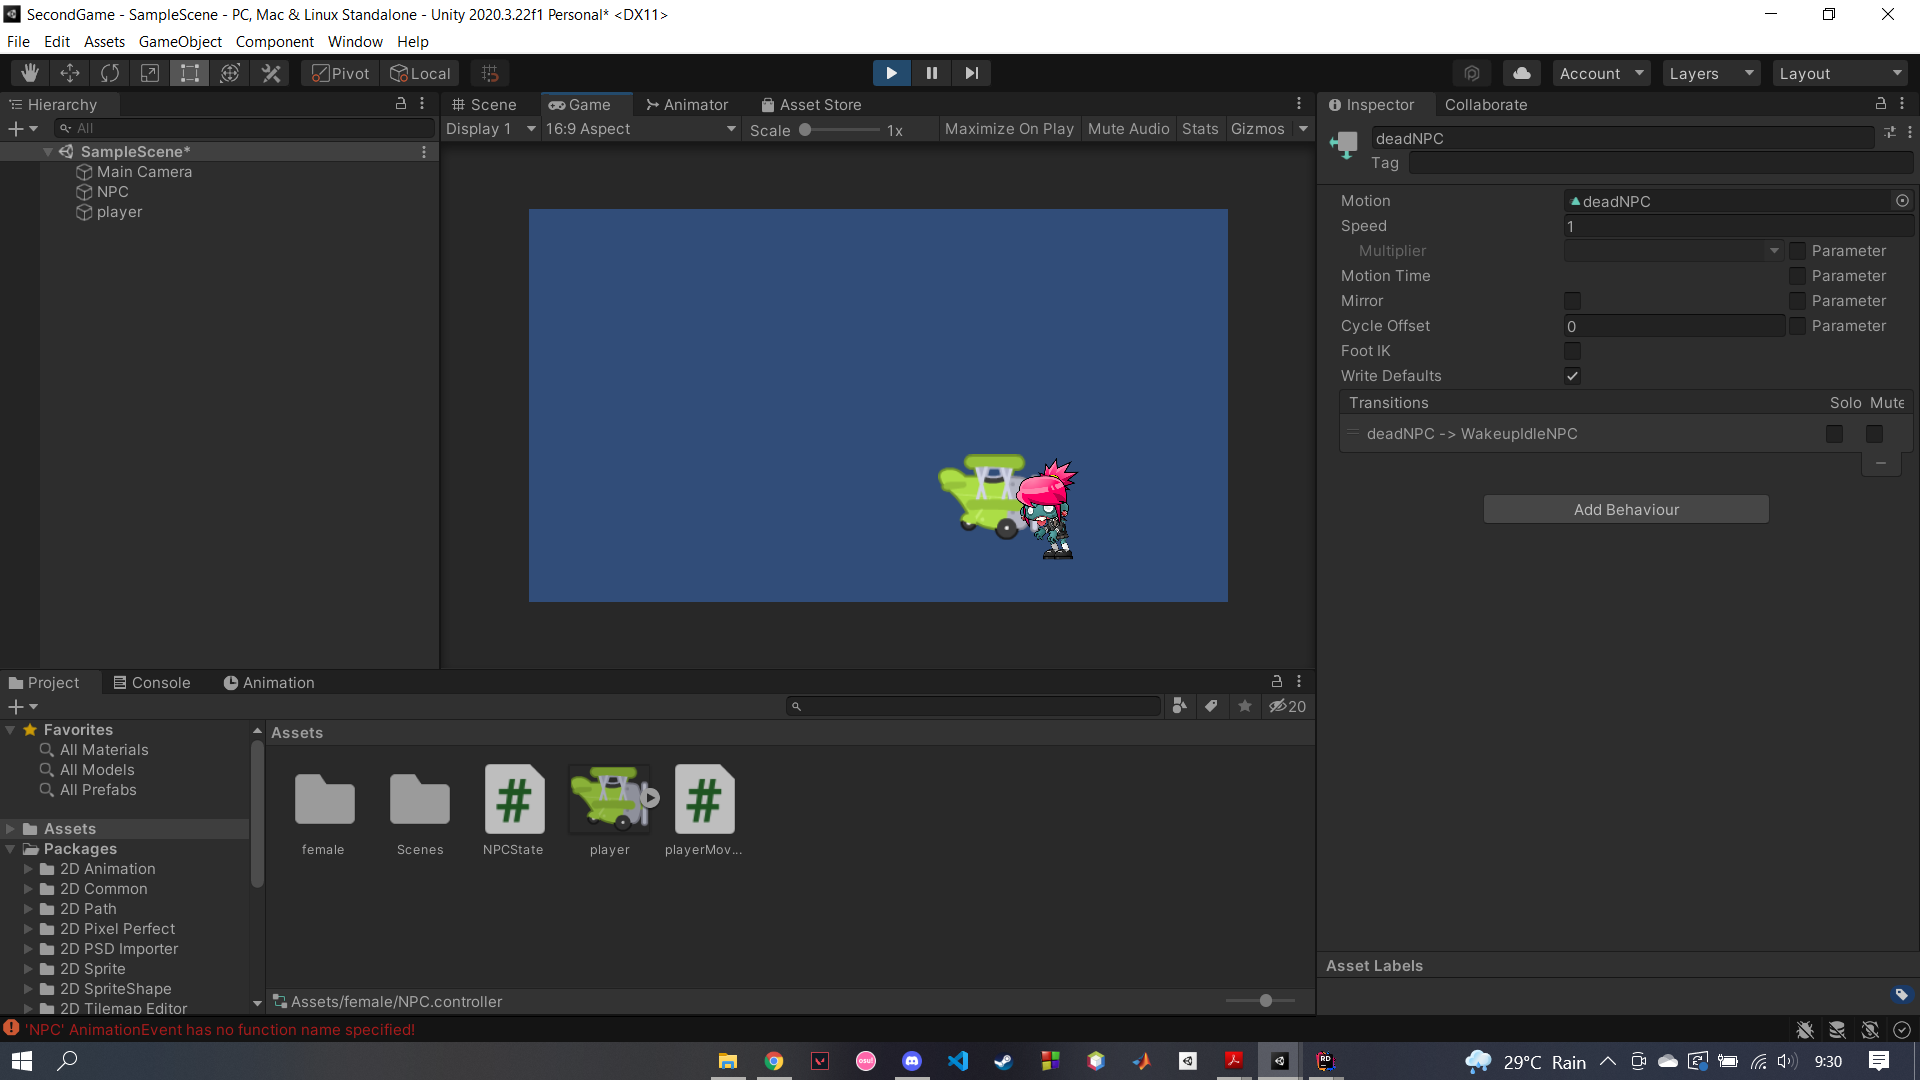 SecondGame - SampleScene - PC, Mac & Linux Standalone - Unity 2020.3.22f1 Personal* <DX11>
File Edit Assets GameObject Component Window Help
Pivot Local Account Layers Layout
Hierarchy
All
SampleScene*
Main Camera
NPC
player
Scene Game Animator Asset Store
Display 1 16:9 Aspect Scale 1x Maximize On Play Mute Audio Stats Gizmos
Inspector Collaborate
deadNPC
Tag
Motion deadNPC
Speed 1
Multiplier Parameter
Motion Time Parameter
Mirror Parameter
Cycle Offset 0 Parameter
Foot IK
Write Defaults
Transitions Solo Mute
deadNPC -> WakeupIdleNPC
Add Behaviour
Asset Labels
Project Console Animation
20
Favorites
All Materials
All Models
All Prefabs
Assets
Packages
2D Animation
2D Common
2D Path
2D Pixel Perfect
2D PSD Importer
2D Sprite
2D SpriteShape
2D Tilemap Editor
Assets
female Scenes NPCState player playerMov...
Assets/female/NPC.controller
'NPC' AnimationEvent has no function name specified!
osu!
RD
29°C Rain 9:30